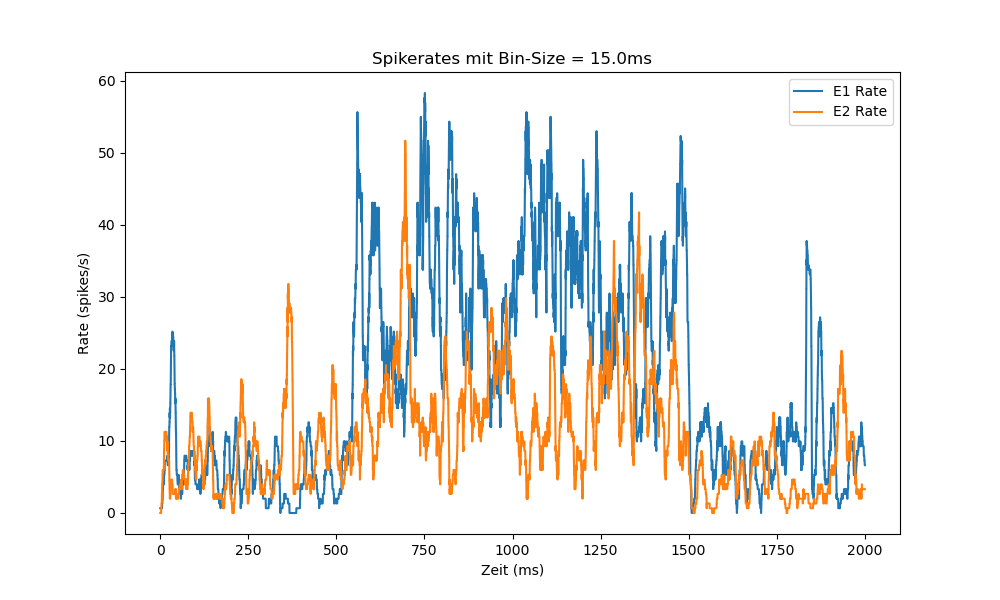 Spikerates mit Bin-Size = 15.0ms
E1 Rate
E2 Rate
60
50
40
30
20
10
0
Rate (spikes/s)
0 250 500 750 1000 1250 1500 1750 2000
Zeit (ms)